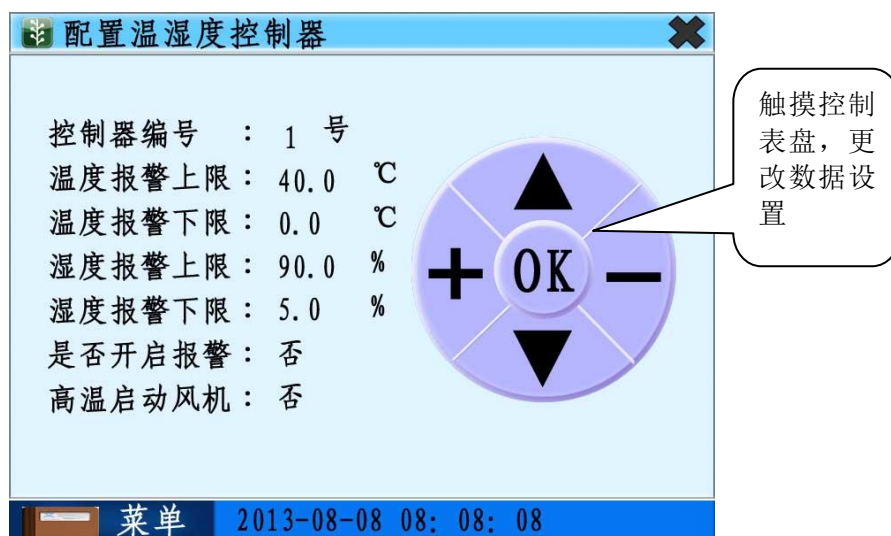 配置温湿度控制器
控制器编号 : 1 号
温度报警上限: 40.0 ℃
温度报警下限: 0.0 ℃
湿度报警上限: 90.0 %
湿度报警下限: 5.0 %
是否开启报警: 否
高温启动风机: 否
+ OK −
触摸控制
表盘，更
改数据设
置
菜单 2013-08-08 08: 08: 08